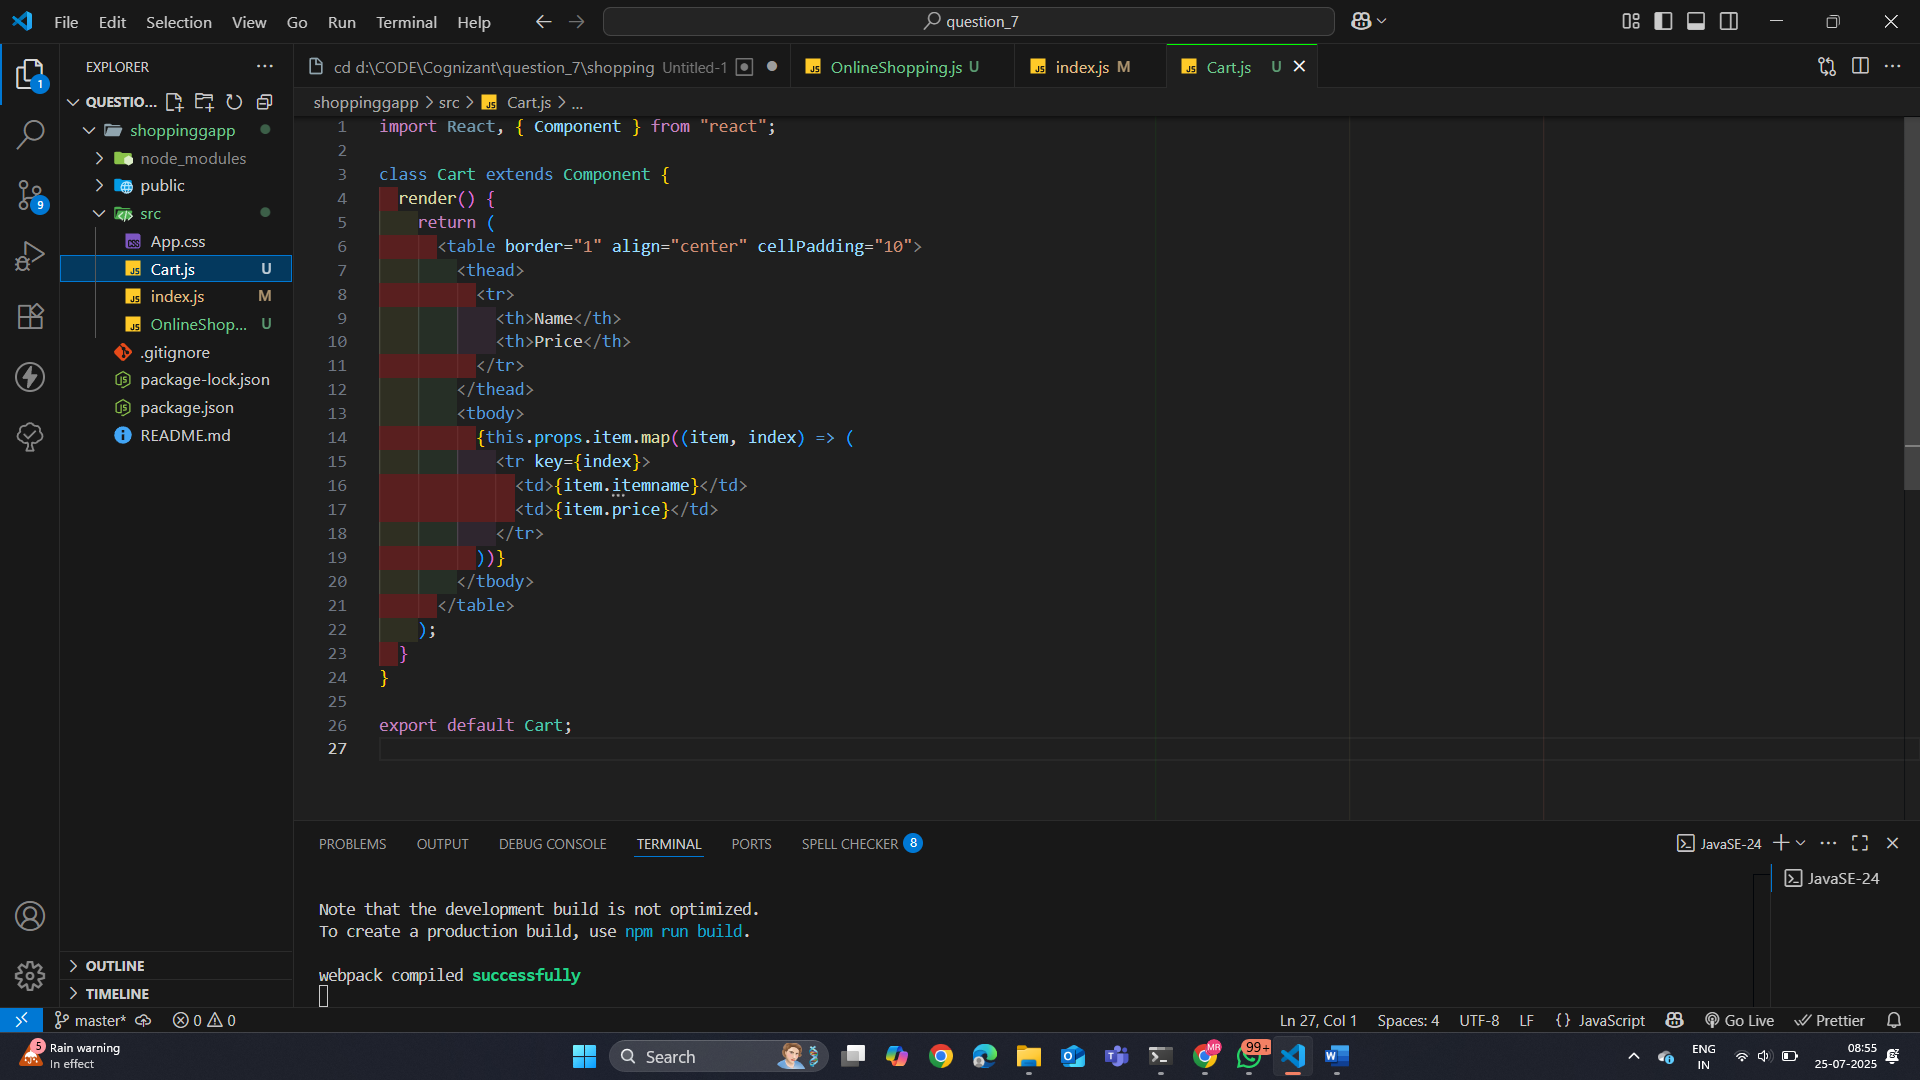 File Edit Selection View Go Run Terminal Help
question_7
EXPLORER
cd d:\CODE\Cognizant\question_7\shopping Untitled-1
OnlineShopping.js U
index.js M
Cart.js U
QUESTIO...
shoppinggapp > src > Cart.js > ...
shoppinggapp
node_modules
public
src
App.css
Cart.js U
index.js M
OnlineShop... U
.gitignore
package-lock.json
package.json
README.md
OUTLINE
TIMELINE
1
9
1 import React, { Component } from "react";
2
3 class Cart extends Component {
4 render() {
5 return (
6 <table border="1" align="center" cellPadding="10">
7 <thead>
8 <tr>
9 <th>Name</th>
10 <th>Price</th>
11 </tr>
12 </thead>
13 <tbody>
14 {this.props.item.map((item, index) => (
15 <tr key={index}>
16 <td>{item.itemname}</td>
17 <td>{item.price}</td>
18 </tr>
19 ))}
20 </tbody>
21 </table>
22 );
23 }
24 }
25
26 export default Cart;
27
PROBLEMS OUTPUT DEBUG CONSOLE TERMINAL PORTS SPELL CHECKER 8
JavaSE-24
JavaSE-24
Note that the development build is not optimized.
To create a production build, use npm run build.
webpack compiled successfully
master* 0 0
Ln 27, Col 1 Spaces: 4 UTF-8 LF {} JavaScript Go Live Prettier
5
Rain warning
In effect
Search
MR
99+
ENG
IN
08:55
25-07-2025